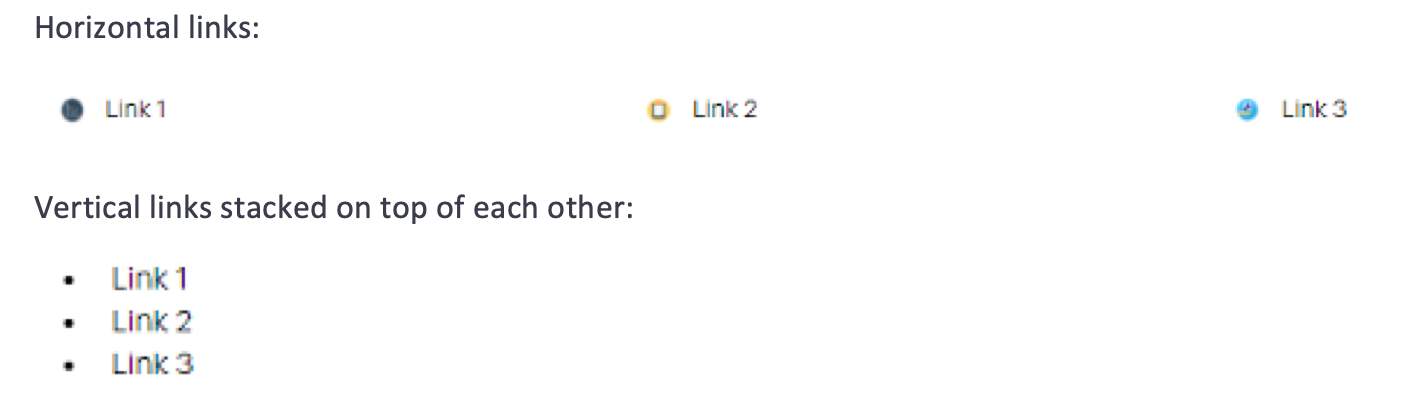 Horizontal links:
Link 1 Link 2 Link 3
Vertical links stacked on top of each other:
• Link 1
• Link 2
• Link 3